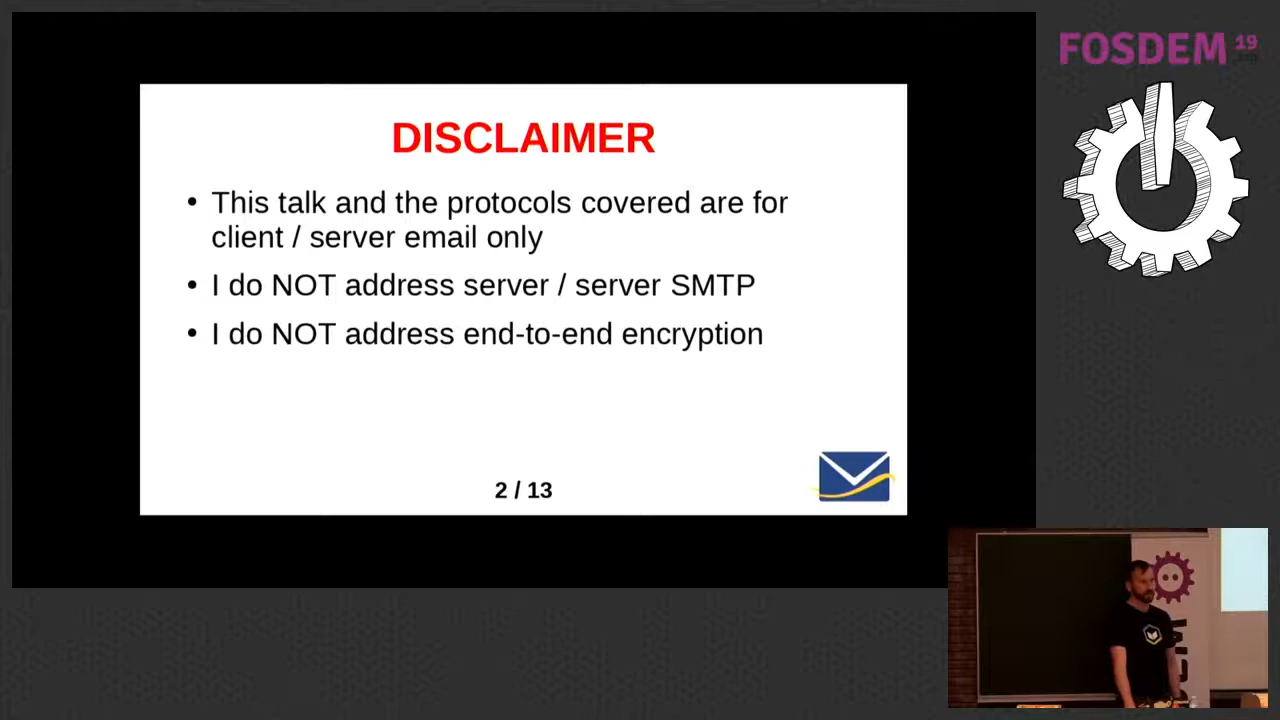 FOSDEM 19
.org
DISCLAIMER
• This talk and the protocols covered are for
client / server email only
• I do NOT address server / server SMTP
• I do NOT address end-to-end encryption
2 / 13